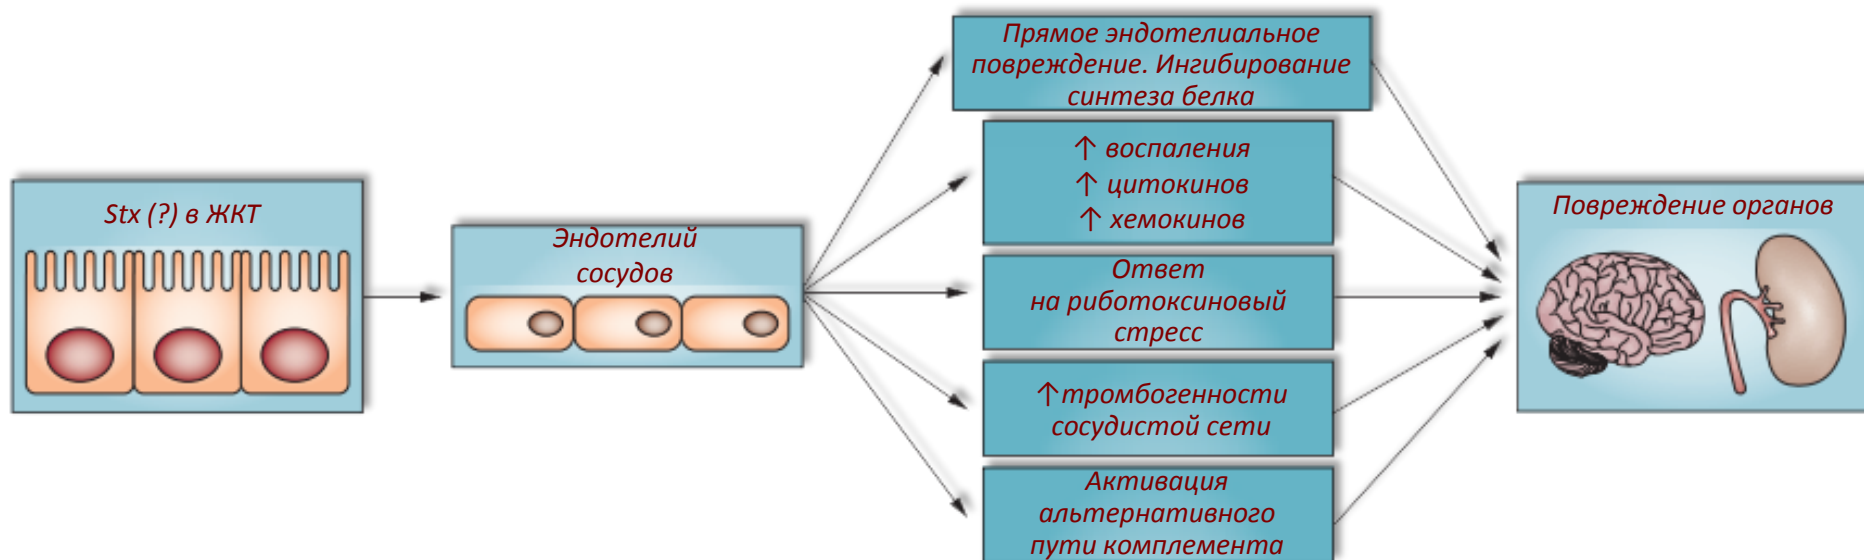 Stx (?) в ЖКТ
Эндотелий
сосудов
Прямое эндотелиальное
повреждение. Ингибирование
синтеза белка
↑ воспаления
↑ цитокинов
↑ хемокинов
Ответ
на риботоксиновый
стресс
↑тромбогенности
сосудистой сети
Активация
альтернативного
пути комплемента
Повреждение органов